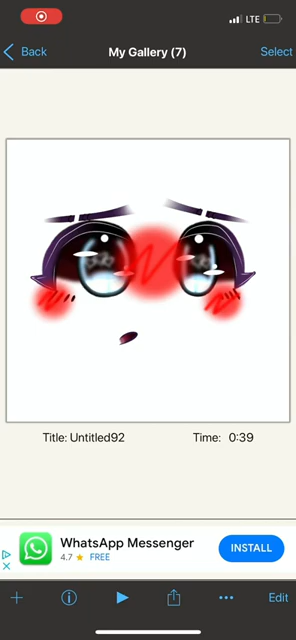 LTE
Back
My Gallery (7)
Select
Title: Untitled92
Time: 0:39
WhatsApp Messenger
4.7 ★ FREE
INSTALL
Edit